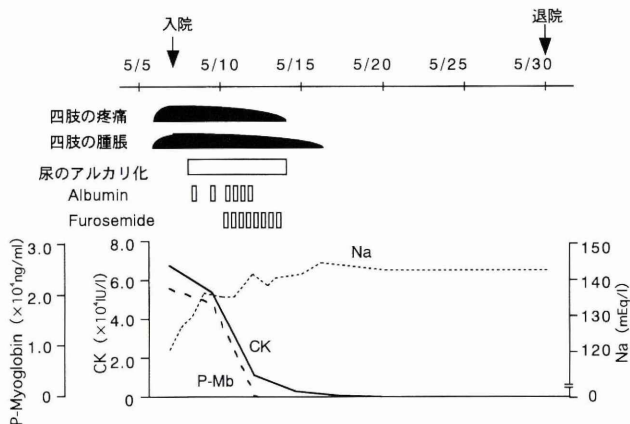 入院
退院
5/5 5/10 5/15 5/20 5/25 5/30
四肢の疼痛
四肢の腫脹
尿のアルカリ化
Albumin
Furosemide
P-Myoglobin (×10⁴ng/ml)
3.0
2.0
1.0
0
CK (×10⁴IU/l)
8.0
6.0
4.0
2.0
0
Na
CK
P-Mb
150
140
130
120
0
Na (mEq/l)